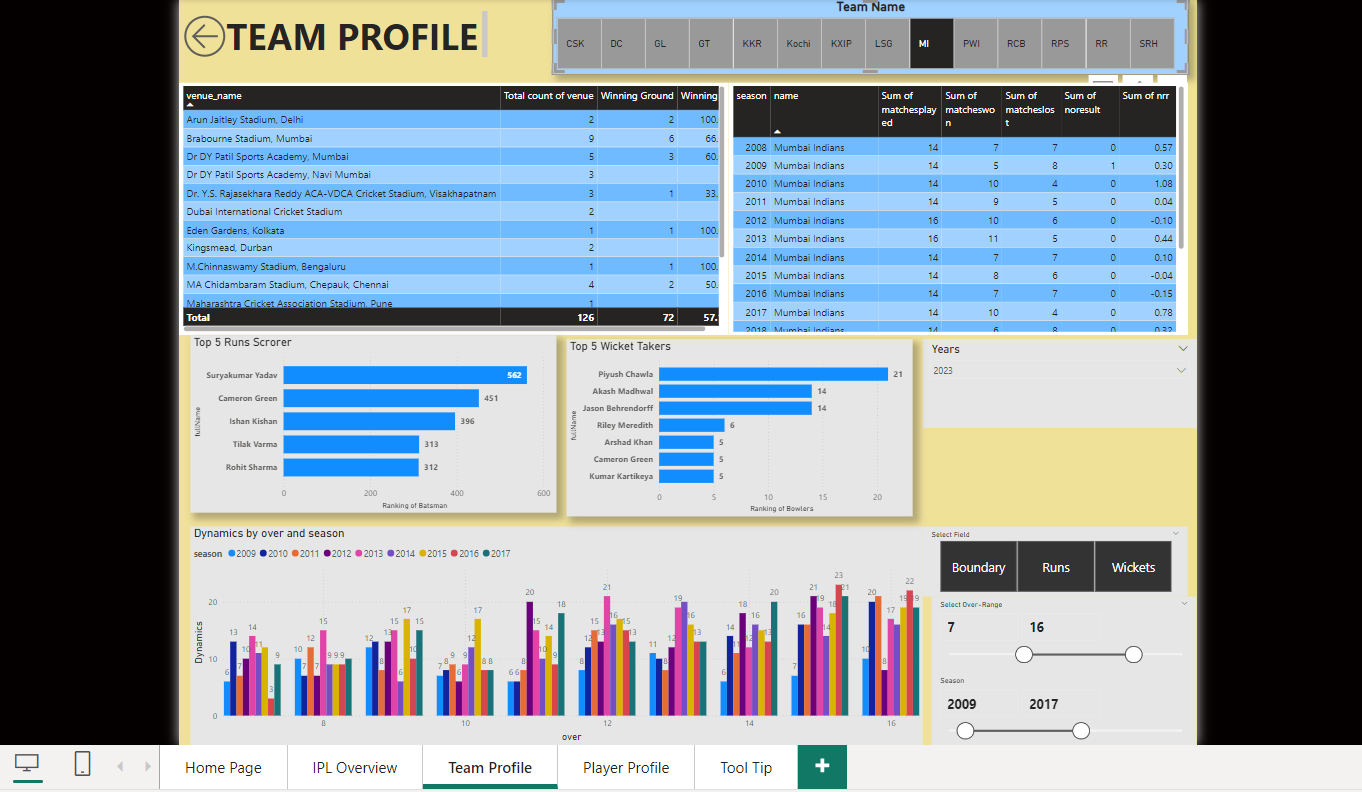 Team Name
TEAM PROFILE
CSK DC GL GT KKR Kochi KXIP LSG MI PWI RCB RPS RR SRH
venue_name Total count of venue Winning Ground Winning
Arun Jaitley Stadium, Delhi 2 2 100.
Brabourne Stadium, Mumbai 9 6 66.
Dr DY Patil Sports Academy, Mumbai 5 3 60.
Dr DY Patil Sports Academy, Navi Mumbai 3
Dr. Y.S. Rajasekhara Reddy ACA-VDCA Cricket Stadium, Visakhapatnam 3 1 33.
Dubai International Cricket Stadium 2
Eden Gardens, Kolkata 1 1 100.
Kingsmead, Durban 2
M.Chinnaswamy Stadium, Bengaluru 1 1 100.
MA Chidambaram Stadium, Chepauk, Chennai 4 2 50.
Maharashtra Cricket Association Stadium, Pune 1
Total 126 72 57.
season name Sum of matchesplayed Sum of matcheswon Sum of matcheslost Sum of noresult Sum of nrr
2008 Mumbai Indians 14 7 7 0 0.57
2009 Mumbai Indians 14 5 8 1 0.30
2010 Mumbai Indians 14 10 4 0 1.08
2011 Mumbai Indians 14 9 5 0 0.04
2012 Mumbai Indians 16 10 6 0 -0.10
2013 Mumbai Indians 16 11 5 0 0.44
2014 Mumbai Indians 14 7 7 0 0.10
2015 Mumbai Indians 14 8 6 0 -0.04
2016 Mumbai Indians 14 7 7 0 -0.15
2017 Mumbai Indians 14 10 4 0 0.78
2018 Mumbai Indians 14 6 8 0 0.32
Top 5 Runs Scrorer
fullName
Suryakumar Yadav 562
Cameron Green 451
Ishan Kishan 396
Tilak Varma 313
Rohit Sharma 312
0 200 400 600
Ranking of Batsman
Top 5 Wicket Takers
fullName
Piyush Chawla 21
Akash Madhwal 14
Jason Behrendorff 14
Riley Meredith 6
Arshad Khan 5
Cameron Green 5
Kumar Kartikeya 5
0 5 10 15 20
Ranking of Bowlers
Years
2023
Dynamics by over and season
season 2009 2010 2011 2012 2013 2014 2015 2016 2017
Dynamics
20
10
0
6 13 7 10 14 11 12 3 9
10 7 12 7 15 9 9 9
12 13 8 13 15 6 17 10 15
7 8 9 6 9 12 17 8 8
6 6 8 20 15 10 14 9 18
8 12 15 13 21 16 17 15 13
11 10 8 12 19 20 16 13
8 14 11 18 12 16 15 13 20
7 16 16 21 19 14 18 23 21
10 20 21 8 17 16 19 22 19
8 10 12 14 16
over
Select Field
Boundary Runs Wickets
Select Over-Range
7 16
Season
2009 2017
Home Page IPL Overview Team Profile Player Profile Tool Tip +